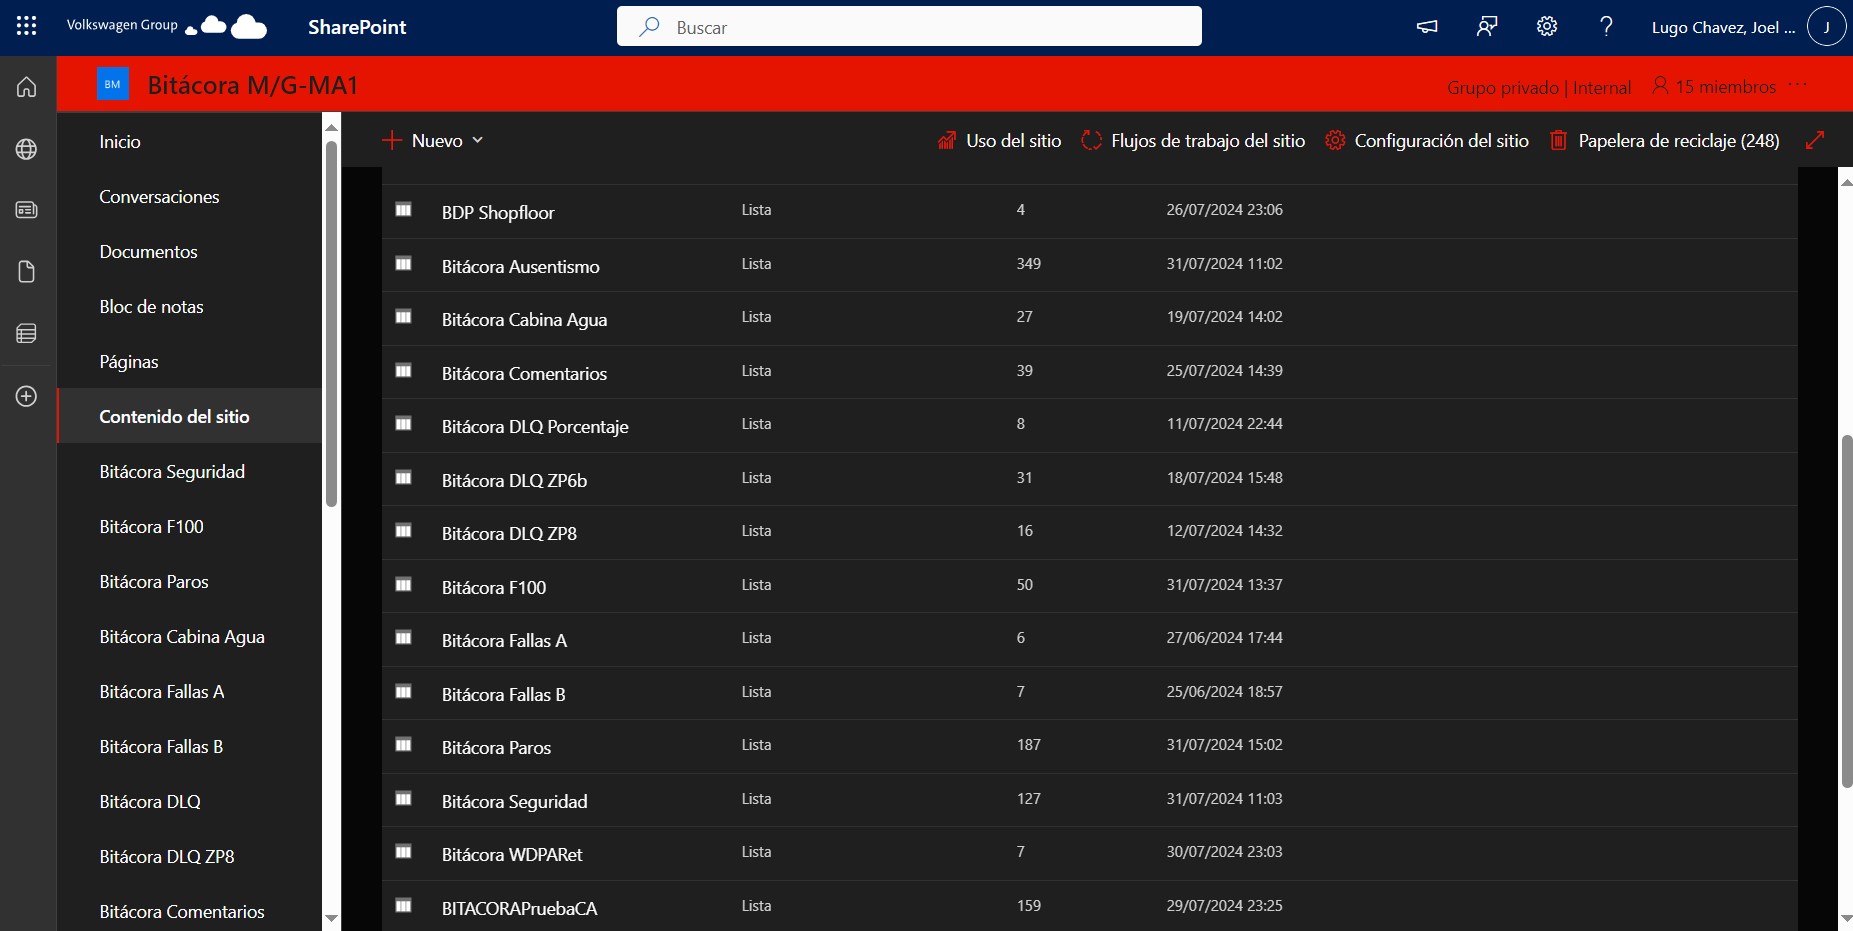 Volkswagen Group
SharePoint
Buscar
Lugo Chavez, Joel ...
J
BM
Bitácora M/G-MA1
Grupo privado | Internal
15 miembros ...
Inicio
Conversaciones
Documentos
Bloc de notas
Páginas
Contenido del sitio
Bitácora Seguridad
Bitácora F100
Bitácora Paros
Bitácora Cabina Agua
Bitácora Fallas A
Bitácora Fallas B
Bitácora DLQ
Bitácora DLQ ZP8
Bitácora Comentarios
Nuevo
Uso del sitio
Flujos de trabajo del sitio
Configuración del sitio
Papelera de reciclaje (248)
BDP Shopfloor Lista 4 26/07/2024 23:06
Bitácora Ausentismo Lista 349 31/07/2024 11:02
Bitácora Cabina Agua Lista 27 19/07/2024 14:02
Bitácora Comentarios Lista 39 25/07/2024 14:39
Bitácora DLQ Porcentaje Lista 8 11/07/2024 22:44
Bitácora DLQ ZP6b Lista 31 18/07/2024 15:48
Bitácora DLQ ZP8 Lista 16 12/07/2024 14:32
Bitácora F100 Lista 50 31/07/2024 13:37
Bitácora Fallas A Lista 6 27/06/2024 17:44
Bitácora Fallas B Lista 7 25/06/2024 18:57
Bitácora Paros Lista 187 31/07/2024 15:02
Bitácora Seguridad Lista 127 31/07/2024 11:03
Bitácora WDPARet Lista 7 30/07/2024 23:03
BITACORAPruebaCA Lista 159 29/07/2024 23:25